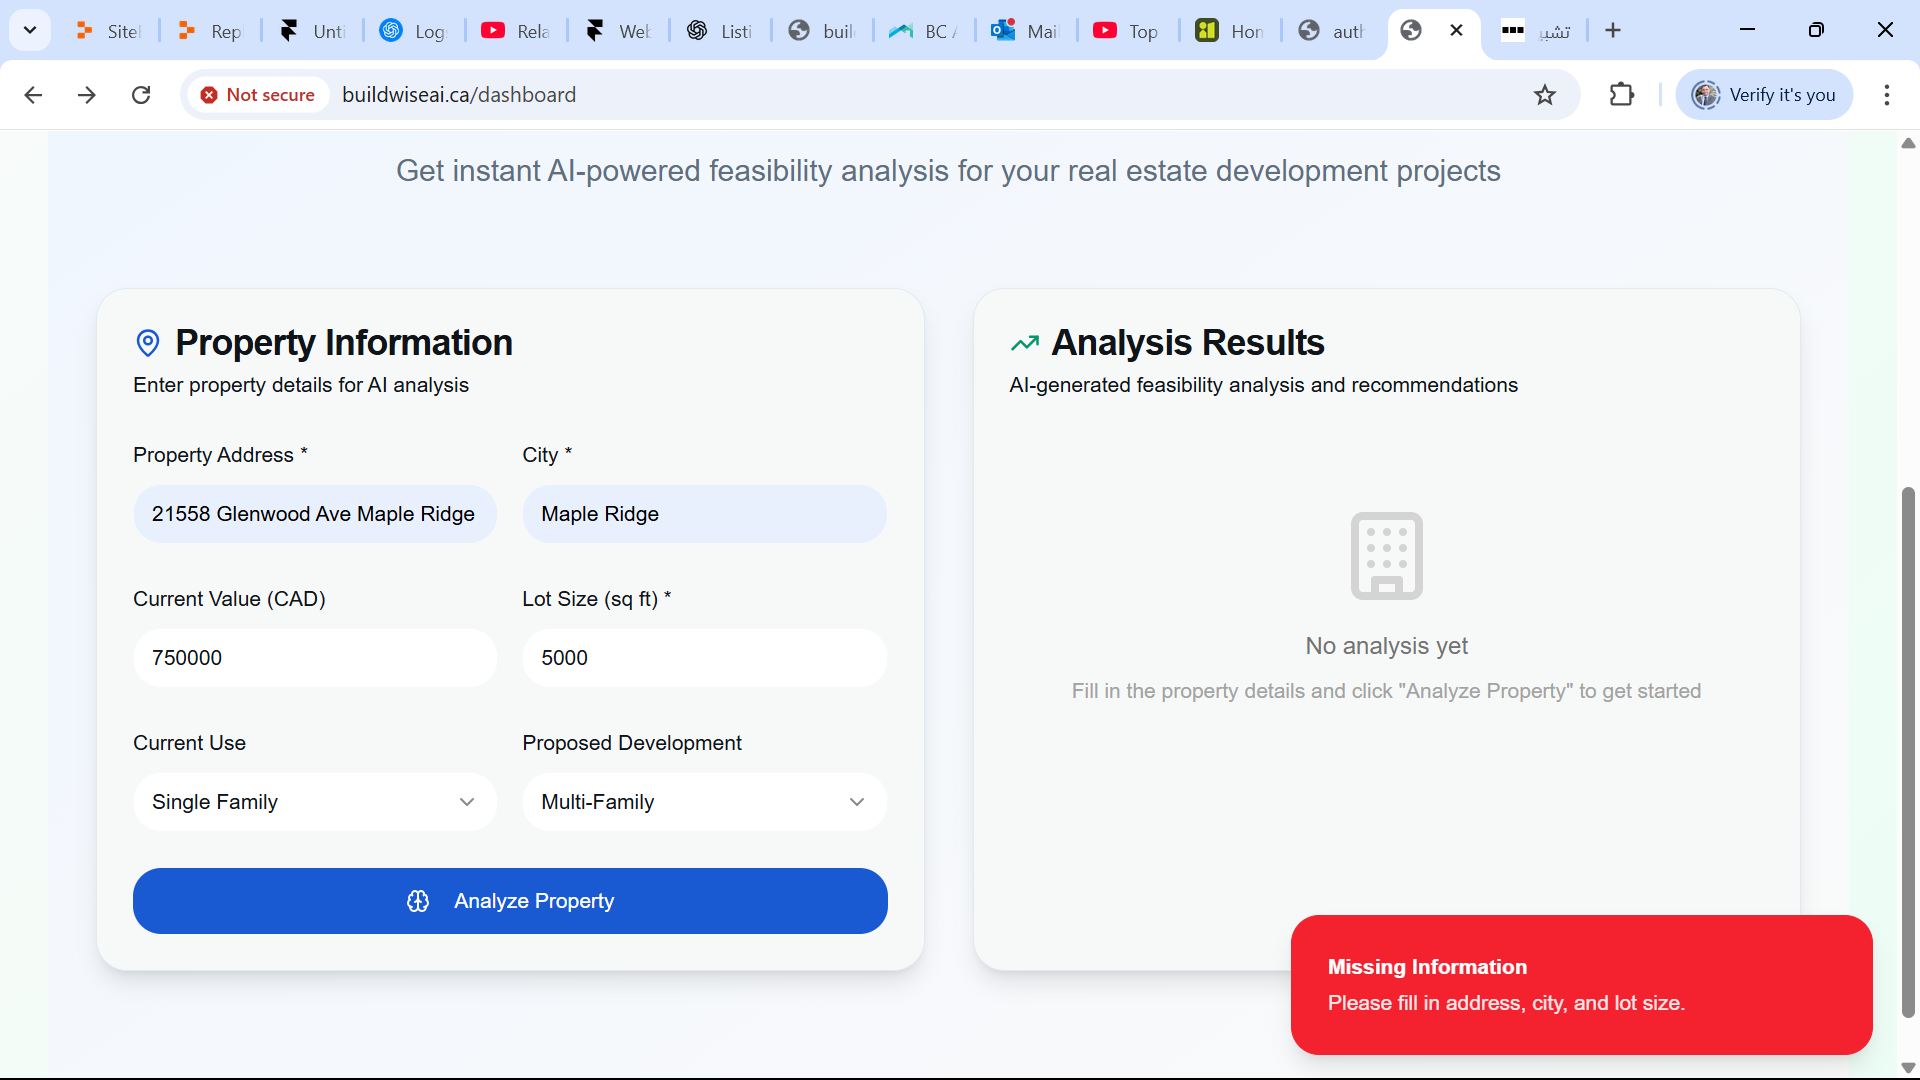 Site
Rep
Unti
Log
Rela
Web
Listi
buil
BC
Mail
Top
Hon
auth
تشبي
Not secure
buildwiseai.ca/dashboard
Verify it's you
Get instant AI-powered feasibility analysis for your real estate development projects
Property Information
Enter property details for AI analysis
Property Address *
City *
21558 Glenwood Ave Maple Ridge
Maple Ridge
Current Value (CAD)
Lot Size (sq ft) *
750000
5000
Current Use
Proposed Development
Single Family
Multi-Family
Analyze Property
Analysis Results
AI-generated feasibility analysis and recommendations
No analysis yet
Fill in the property details and click "Analyze Property" to get started
Missing Information
Please fill in address, city, and lot size.